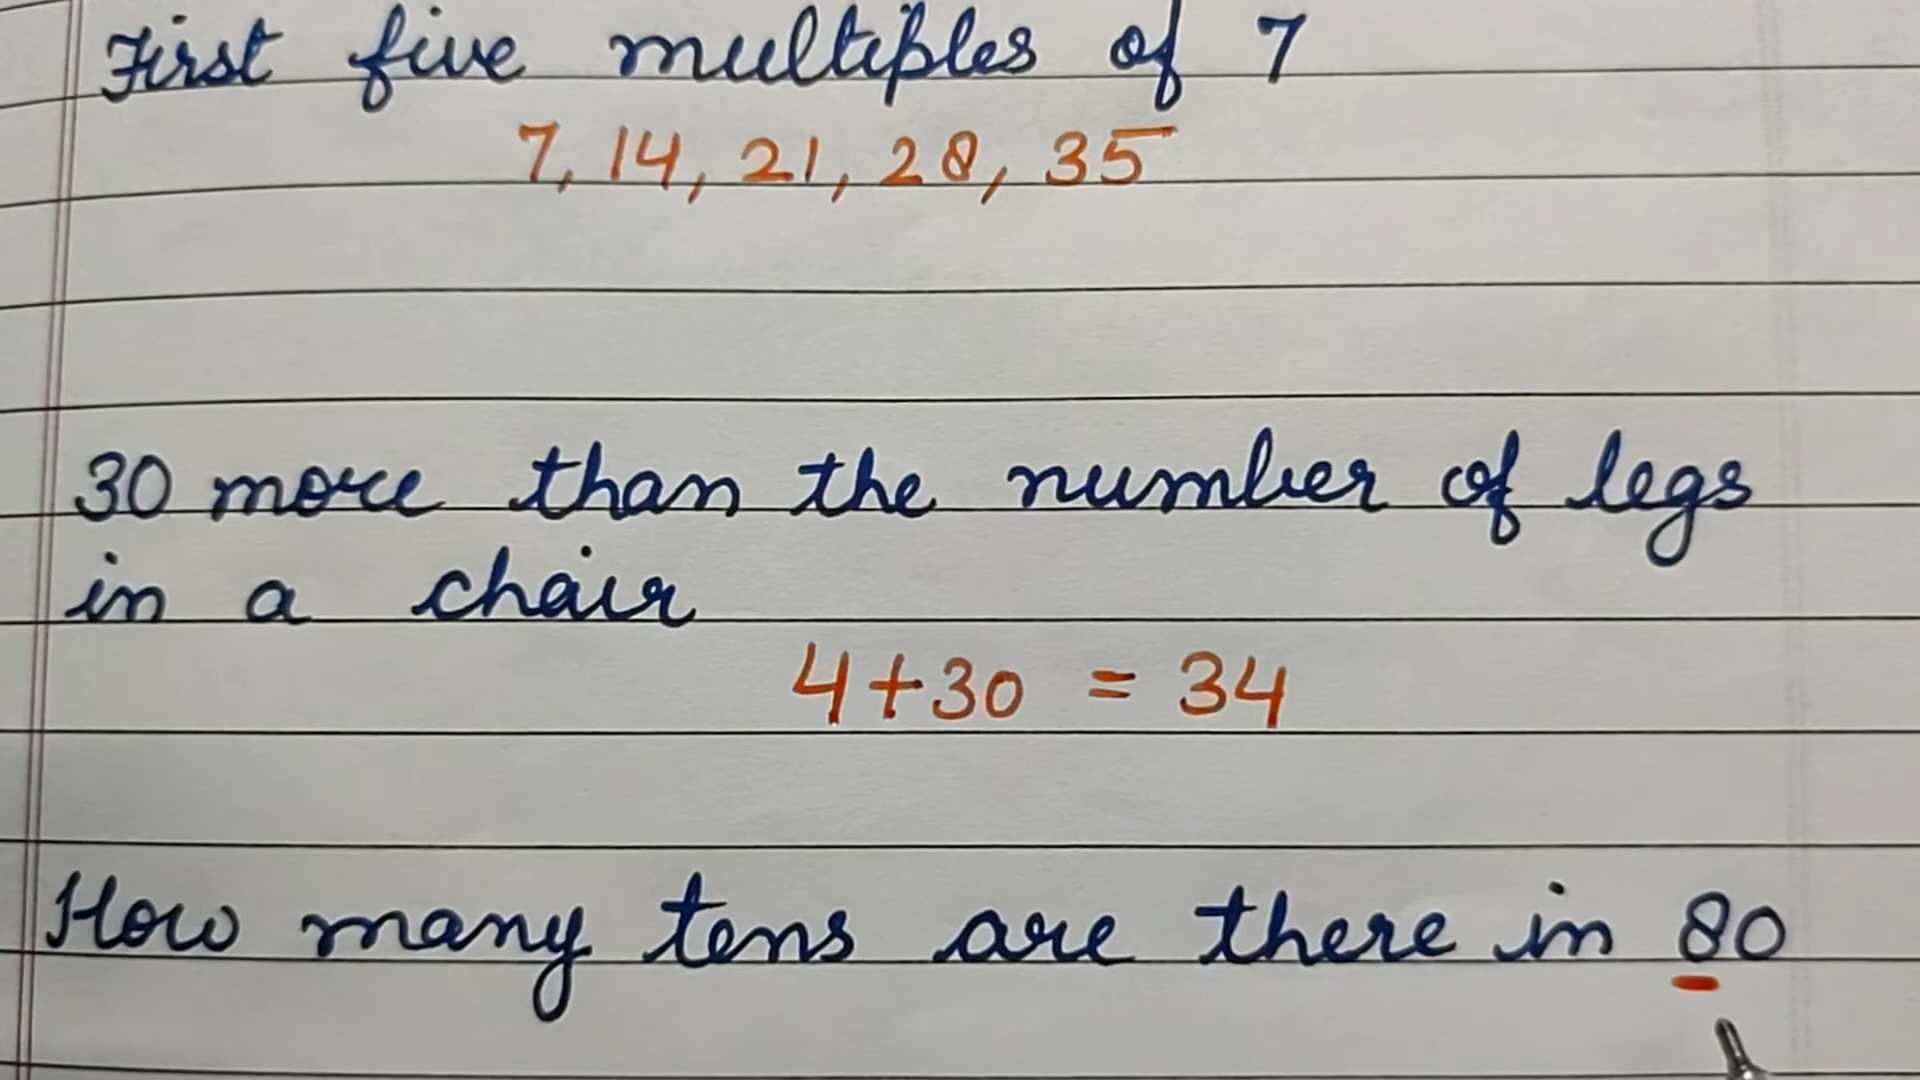 First five multiples of 7
7, 14, 21, 28, 35
30 more than the number of legs
in a chair
4+30 = 34
How many tens are there in 80